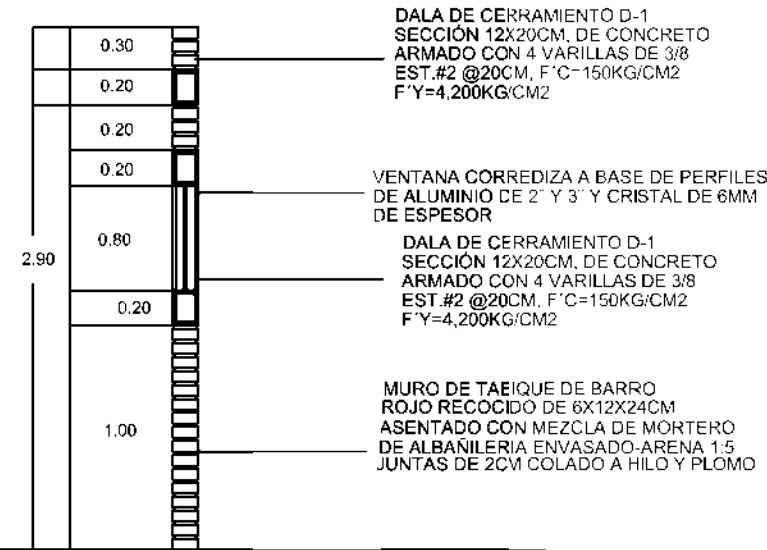 DALA DE CERRAMIENTO D-1
SECCIÓN 12X20CM, DE CONCRETO
ARMADO CON 4 VARILLAS DE 3/8
EST.#2 @20CM, F´C=150KG/CM2
F´Y=4,200KG/CM2
0.30
0.20
0.20
0.20
VENTANA CORREDIZA A BASE DE PERFILES
DE ALUMINIO DE 2¨ Y 3¨ Y CRISTAL DE 6MM
DE ESPESOR
0.80
2.90
DALA DE CERRAMIENTO D-1
SECCIÓN 12X20CM, DE CONCRETO
ARMADO CON 4 VARILLAS DE 3/8
EST.#2 @20CM, F´C=150KG/CM2
F´Y=4,200KG/CM2
0.20
MURO DE TABIQUE DE BARRO
ROJO RECOCIDO DE 6X12X24CM
ASENTADO CON MEZCLA DE MORTERO
DE ALBAÑILERIA ENVASADO-ARENA 1:5
JUNTAS DE 2CM COLADO A HILO Y PLOMO
1.00